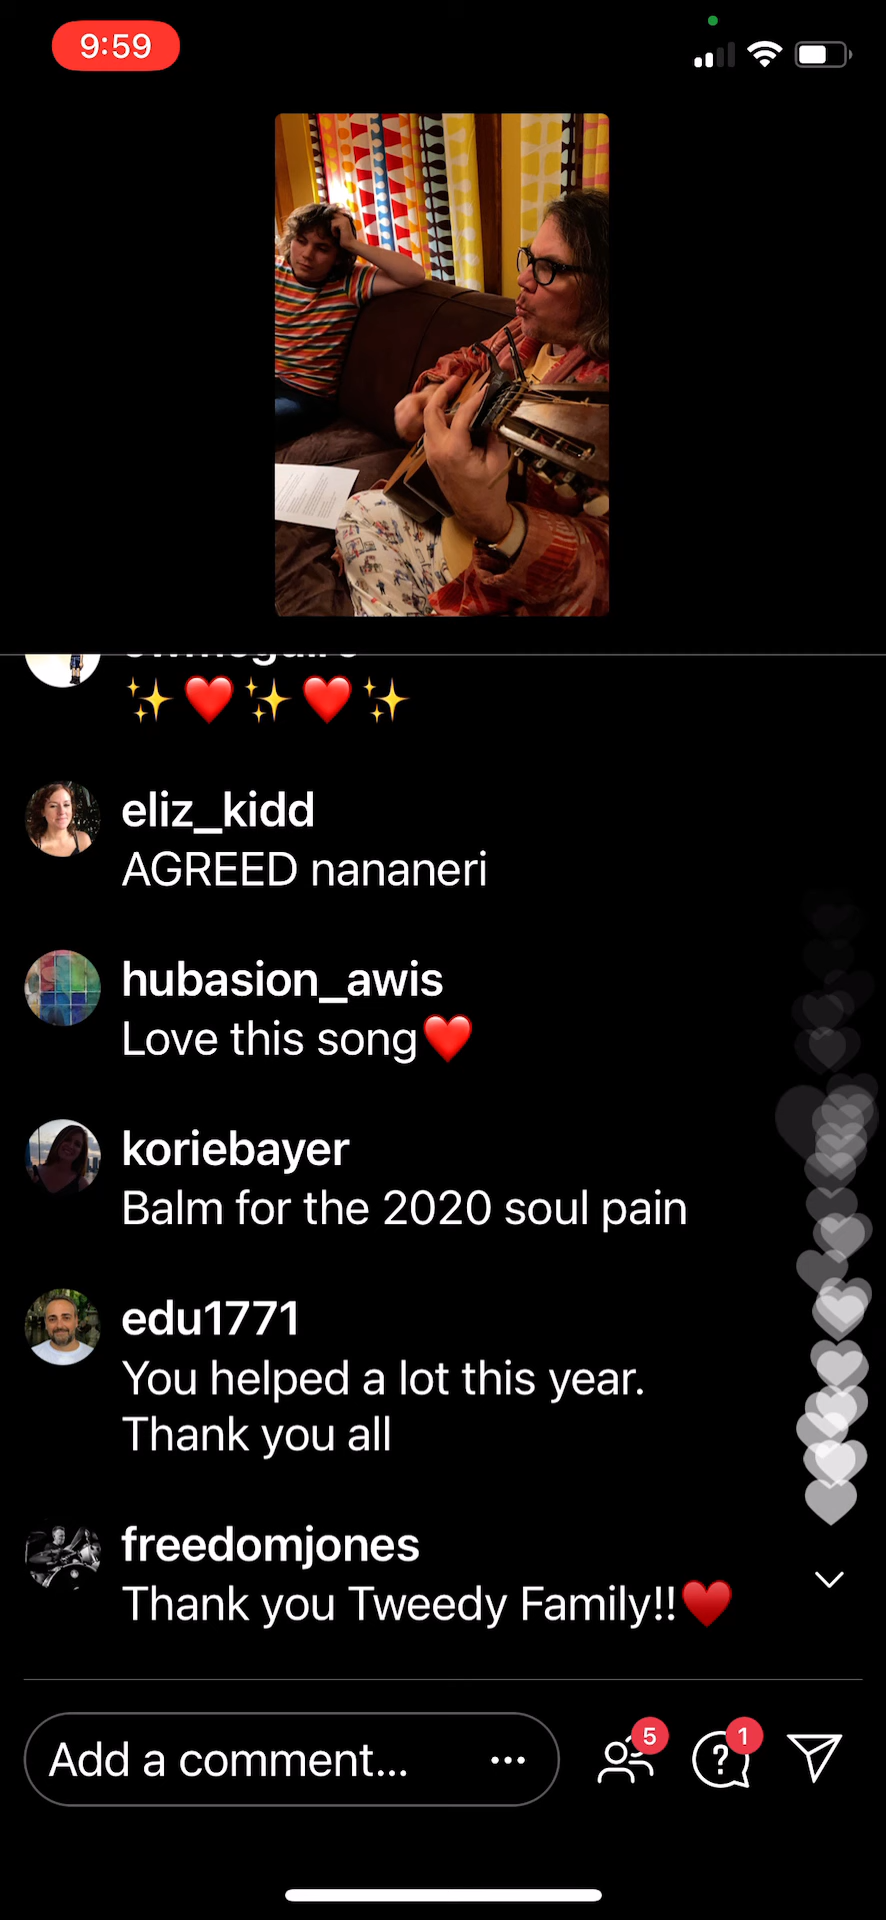 9:59
✨❤️✨❤️✨
eliz_kidd
AGREED nananeri
hubasion_awis
Love this song❤️
koriebayer
Balm for the 2020 soul pain
edu1771
You helped a lot this year.
Thank you all
freedomjones
Thank you Tweedy Family!!♥️
Add a comment...
5
1